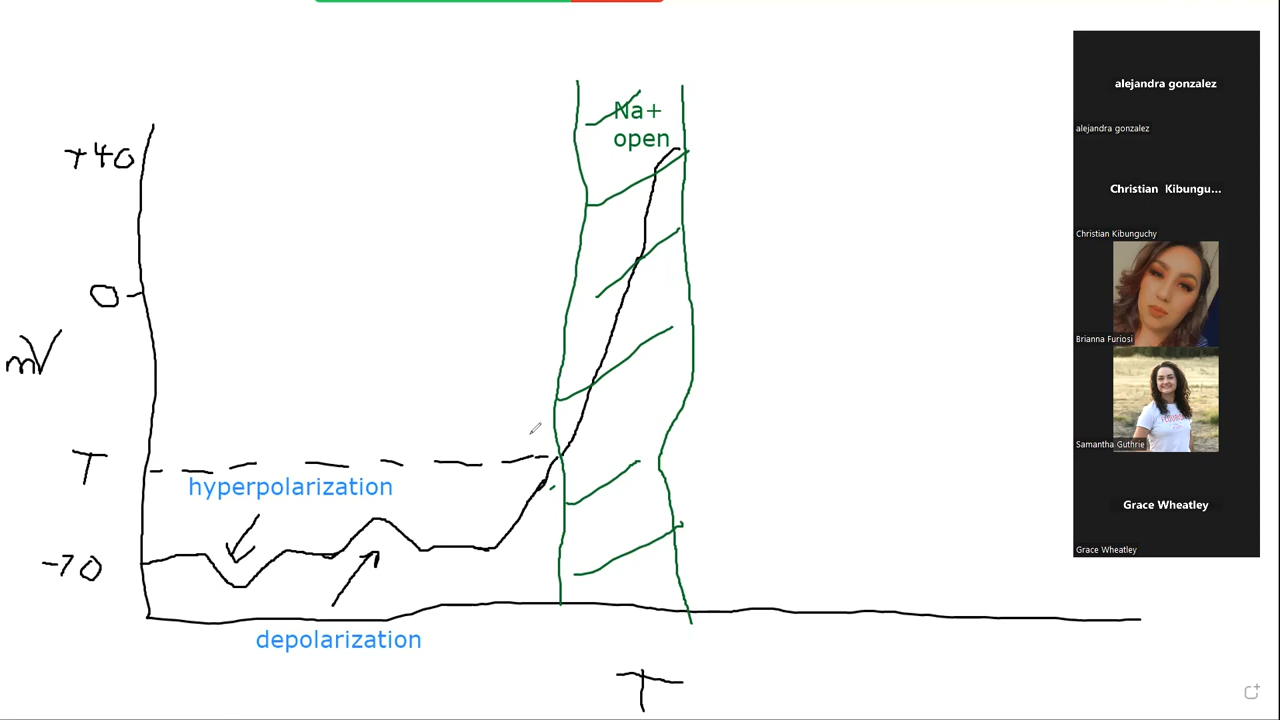 Na+
open
+40
0
mV
T
hyperpolarization
-70
depolarization
T
alejandra gonzalez
alejandra gonzalez
Christian Kibungu...
Christian Kibunguchy
Brianna Furiosi
Samantha Guthrie
Grace Wheatley
Grace Wheatley